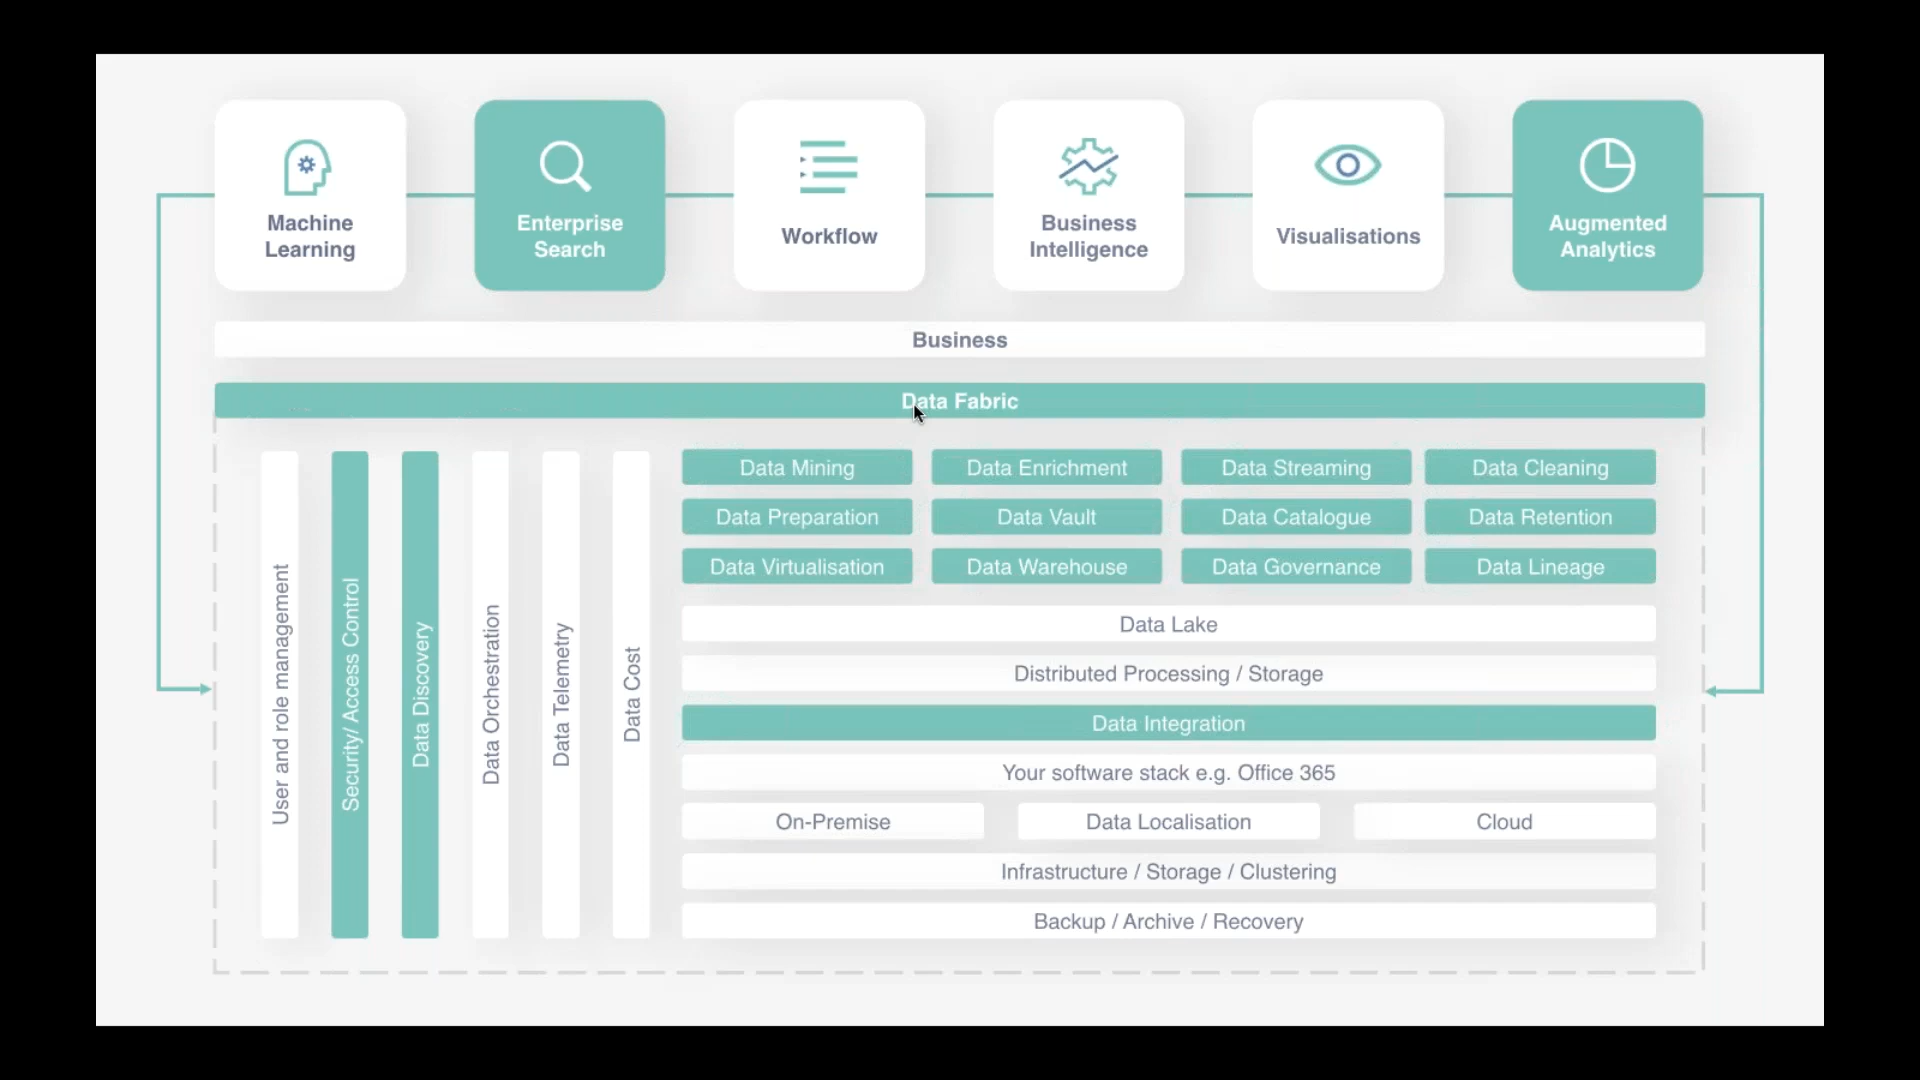 Machine
Learning
Enterprise
Search
Workflow
Business
Intelligence
Visualisations
Augmented
Analytics
Business
Data Fabric
User and role management
Security/ Access Control
Data Discovery
Data Orchestration
Data Telemetry
Data Cost
Data Mining
Data Enrichment
Data Streaming
Data Cleaning
Data Preparation
Data Vault
Data Catalogue
Data Retention
Data Virtualisation
Data Warehouse
Data Governance
Data Lineage
Data Lake
Distributed Processing / Storage
Data Integration
Your software stack e.g. Office 365
On-Premise
Data Localisation
Cloud
Infrastructure / Storage / Clustering
Backup / Archive / Recovery